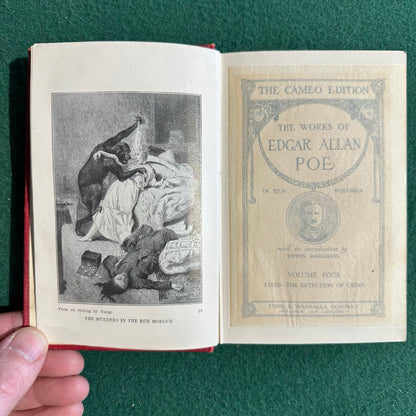 From an etching by Vierge
IV
THE MURDERS IN THE RUE MORGUE
THE CAMEO EDITION
THE WORKS OF
EDGAR ALLAN
POE
IN TEN VOLUMES
with an introduction by
EDWIN MARKHAM
VOLUME FOUR
TALES—THE DETECTION OF CRIME
FUNK & WAGNALLS COMPANY